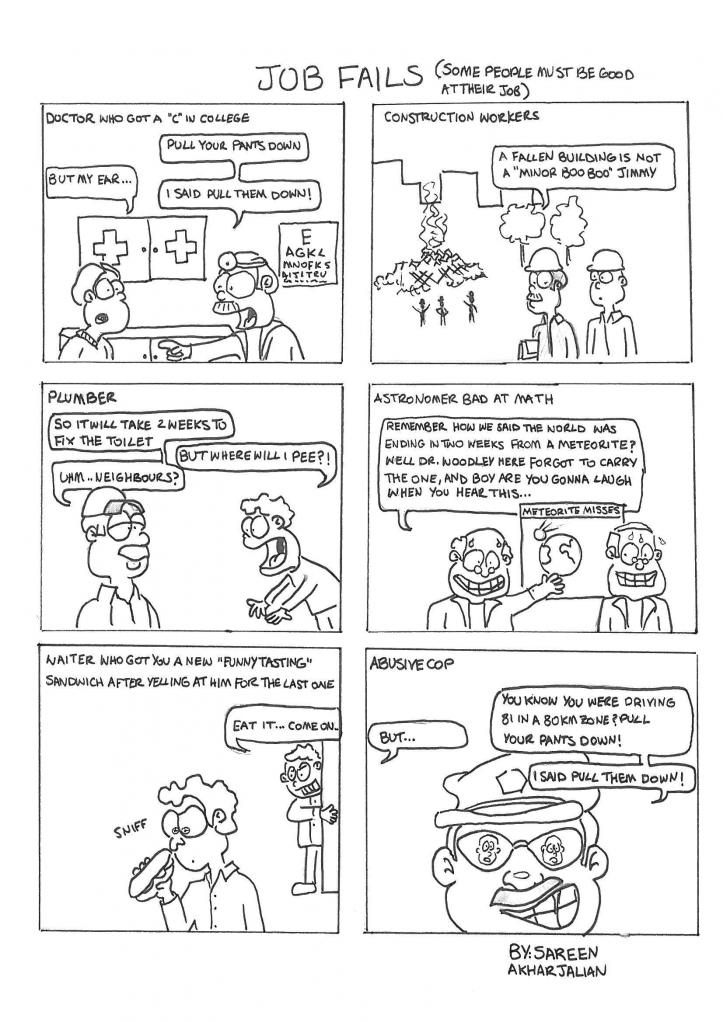 JOB FAILS (SOME PEOPLE MUST BE GOOD
AT THEIR JOB)
DOCTOR WHO GOT A "C" IN COLLEGE
PULL YOUR PANTS DOWN
BUT MY EAR...
I SAID PULL THEM DOWN!
E
AGKL
MNOFKS
CONSTRUCTION WORKERS
A FALLEN BUILDING IS NOT
A "MINOR BOO BOO" JIMMY
PLUMBER
SO IT WILL TAKE 2 WEEKS TO
FIX THE TOILET
BUT WHERE WILL I PEE?!
UHM.. NEIGHBOURS?
ASTRONOMER BAD AT MATH
REMEMBER HOW WE SAID THE WORLD WAS
ENDING IN TWO WEEKS FROM A METEORITE?
WELL DR. WOODLEY HERE FORGOT TO CARRY
THE ONE, AND BOY ARE YOU GONNA LAUGH
WHEN YOU HEAR THIS...
METEORITE MISSES
WAITER WHO GOT YOU A NEW "FUNNY TASTING"
SANDWICH AFTER YELLING AT HIM FOR THE LAST ONE
EAT IT... COME ON..
SNIFF
ABUSIVE COP
YOU KNOW YOU WERE DRIVING
81 IN A 80KM ZONE? PULL
YOUR PANTS DOWN!
BUT...
I SAID PULL THEM DOWN!
BY: SAREEN
AKHARJALIAN